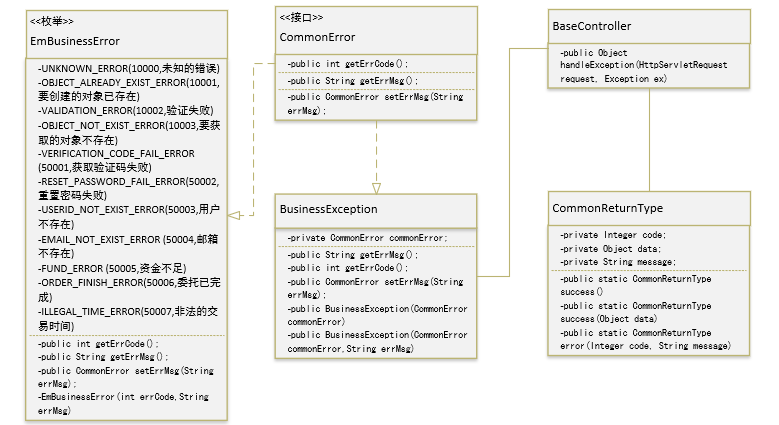 <<枚举>>
EmBusinessError
-UNKNOWN_ERROR(10000,未知的错误)
-OBJECT_ALREADY_EXIST_ERROR(10001,
要创建的对象已存在)
-VALIDATION_ERROR(10002,验证失败)
-OBJECT_NOT_EXIST_ERROR(10003,要获
取的对象不存在)
-VERIFICATION_CODE_FAIL_ERROR
(50001,获取验证码失败)
-RESET_PASSWORD_FAIL_ERROR(50002,
重置密码失败)
-USERID_NOT_EXIST_ERROR(50003,用户
不存在)
-EMAIL_NOT_EXIST_ERROR (50004,邮箱
不存在)
-FUND_ERROR (50005,资金不足)
-ORDER_FINISH_ERROR(50006,委托已完
成)
-ILLEGAL_TIME_ERROR(50007,非法的交
易时间)
-public int getErrCode();
-public String getErrMsg();
-public CommonError setErrMsg(String
errMsg);
-EmBusinessError(int errCode,String
errMsg)
<<接口>>
CommonError
-public int getErrCode();
-public String getErrMsg();
-public CommonError setErrMsg(String
errMsg);
BusinessException
-private CommonError commonError;
-public String getErrMsg();
-public int getErrCode();
-public CommonError setErrMsg(String
errMsg);
-public BusinessException(CommonError
commonError)
-public BusinessException(CommonError
commonError,String errMsg)
BaseController
-public Object
handleException(HttpServletRequest
request, Exception ex)
CommonReturnType
-private Integer code;
-private Object data;
-private String message;
-public static CommonReturnType
success()
-public static CommonReturnType
success(Object data)
-public static CommonReturnType
error(Integer code, String message)